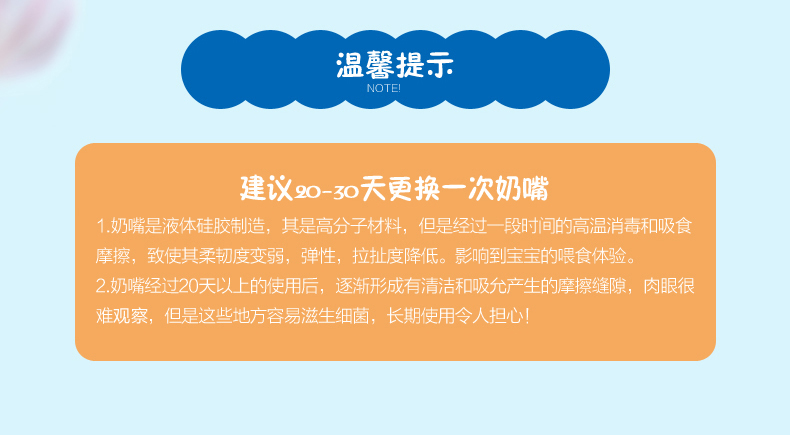 温馨提示
NOTE!
建议20-30天更换一次奶嘴
1.奶嘴是液体硅胶制造，其是高分子材料，但是经过一段时间的高温消毒和吸食
摩擦，致使其柔韧度变弱，弹性，拉扯度降低。影响到宝宝的喂食体验。
2.奶嘴经过20天以上的使用后，逐渐形成有清洁和吸允产生的摩擦缝隙，肉眼很
难观察，但是这些地方容易滋生细菌，长期使用令人担心！